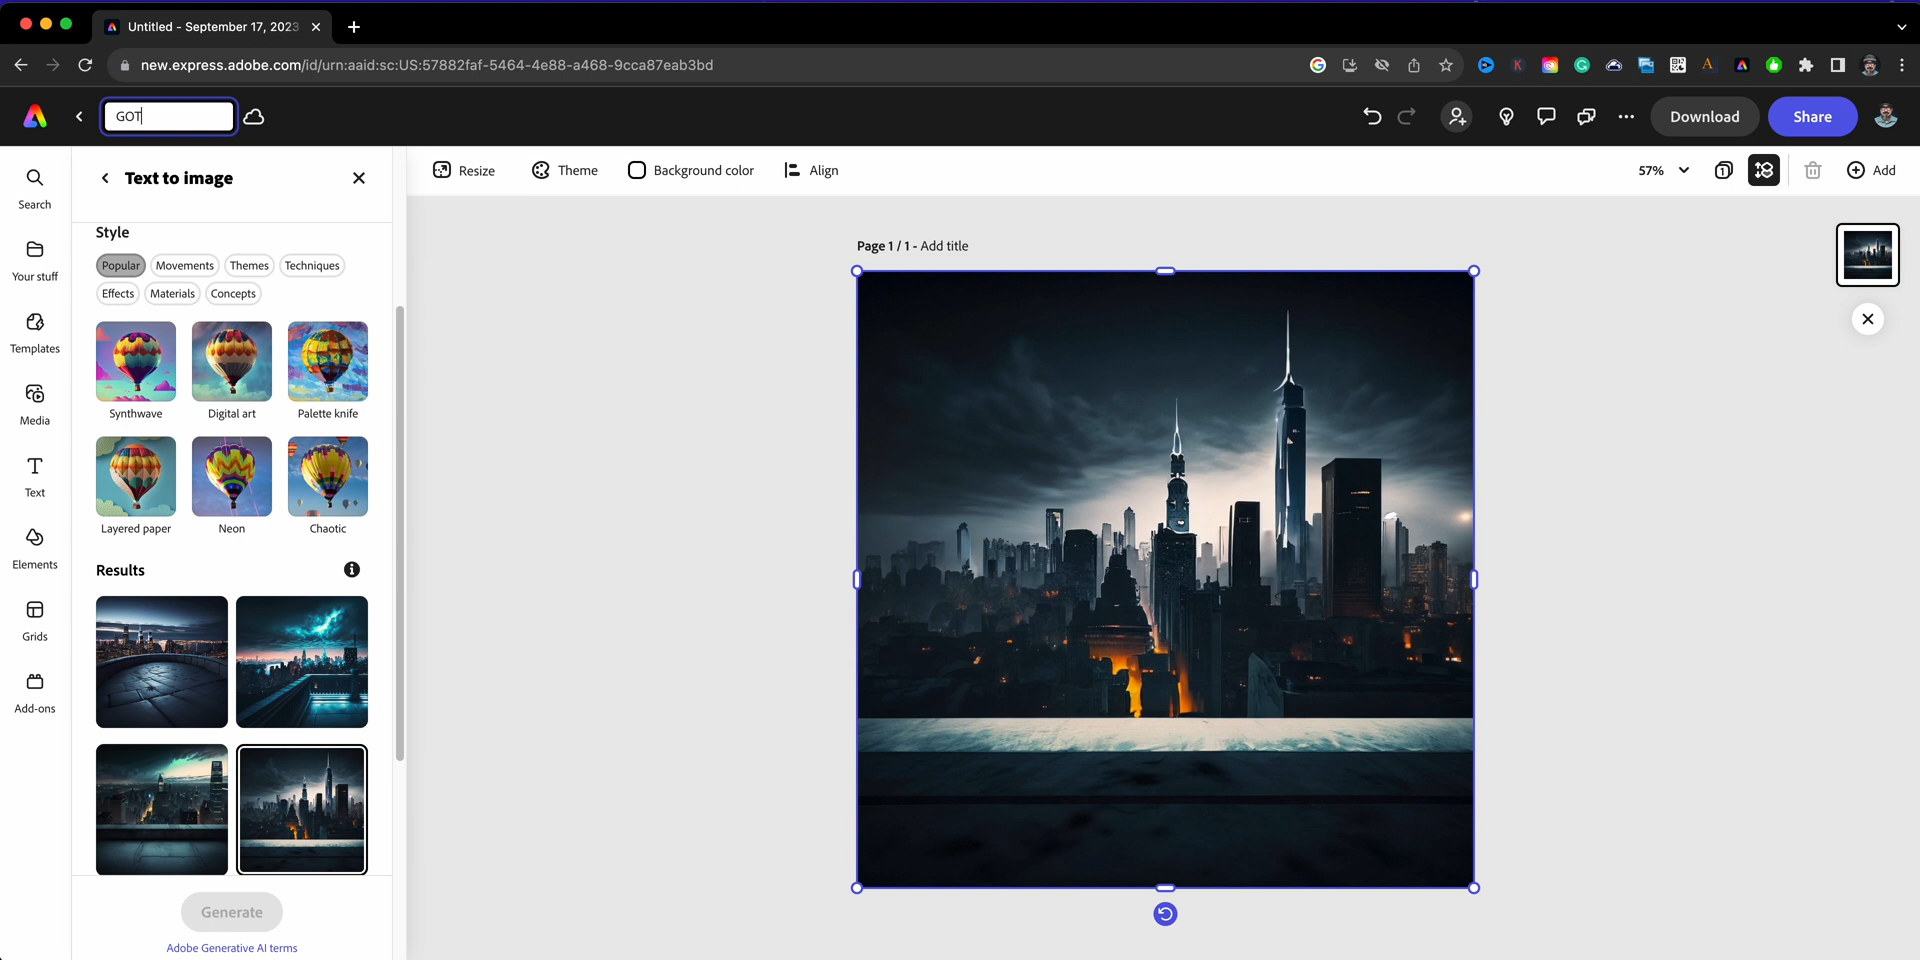 Untitled - September 17, 2023
new.express.adobe.com/id/urn:aaid:sc:US:57882faf-5464-4e88-a468-9cca87eab3bd
GOT
Download
Share
Search
Your stuff
Templates
Media
Text
Elements
Grids
Add-ons
Text to image
Style
Popular
Movements
Themes
Techniques
Effects
Materials
Concepts
Synthwave
Digital art
Palette knife
Layered paper
Neon
Chaotic
Results
Generate
Adobe Generative AI terms
Resize
Theme
Background color
Align
57%
1
Add
Page 1 / 1 - Add title